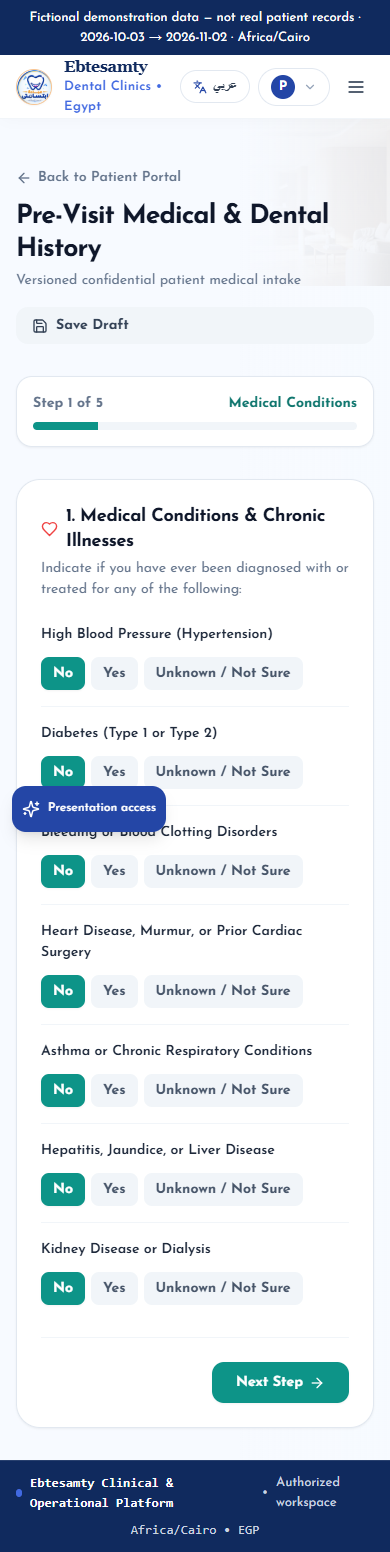 Fictional demonstration data — not real patient records ·
2026-10-03 → 2026-11-02 · Africa/Cairo
Ebtesamty
Dental Clinics •
Egypt
عربي
P
Back to Patient Portal
Pre-Visit Medical & Dental
History
Versioned confidential patient medical intake
Save Draft
Step 1 of 5
Medical Conditions
1. Medical Conditions & Chronic
Illnesses
Indicate if you have ever been diagnosed with or
treated for any of the following:
High Blood Pressure (Hypertension)
No Yes Unknown / Not Sure
Diabetes (Type 1 or Type 2)
No Yes Unknown / Not Sure
Presentation access
Bleeding or Blood Clotting Disorders
No Yes Unknown / Not Sure
Heart Disease, Murmur, or Prior Cardiac
Surgery
No Yes Unknown / Not Sure
Asthma or Chronic Respiratory Conditions
No Yes Unknown / Not Sure
Hepatitis, Jaundice, or Liver Disease
No Yes Unknown / Not Sure
Kidney Disease or Dialysis
No Yes Unknown / Not Sure
Next Step
Ebtesamty Clinical &
Operational Platform
• Authorized
workspace
Africa/Cairo • EGP